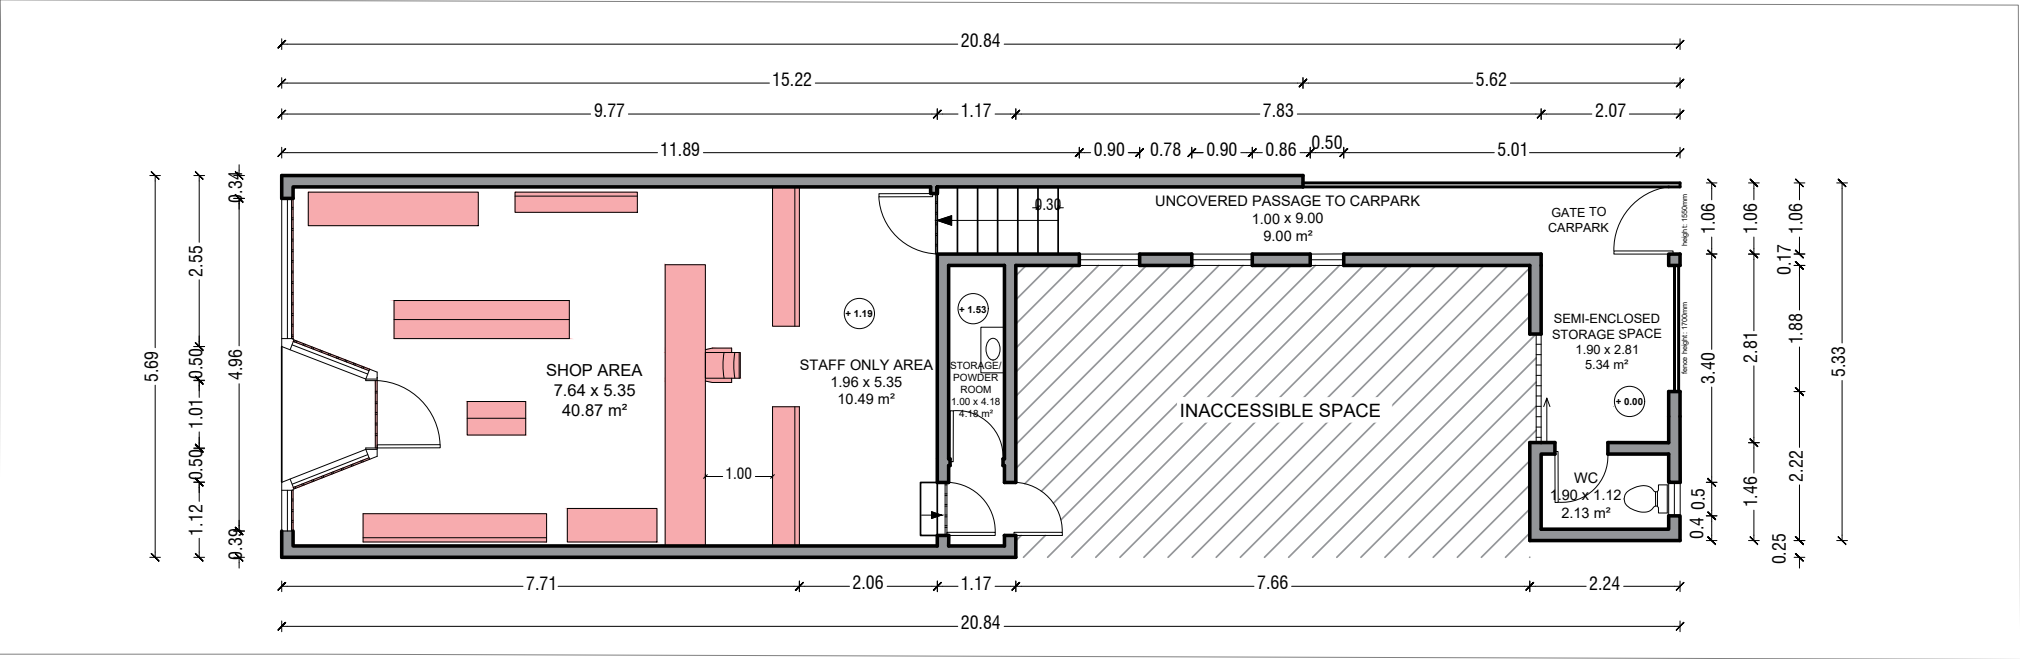 20.84
15.22
5.62
9.77
1.17
7.83
2.07
11.89
0.90
0.78
0.90
0.86
0.50
5.01
5.69
2.55
0.50
1.01
0.50
1.12
0.34
4.96
0.39
SHOP AREA
7.64 x 5.35
40.87 m²
1.00
STAFF ONLY AREA
1.96 x 5.35
10.49 m²
+ 1.19
+ 1.53
STORAGE/
POWDER
ROOM
1.00 x 4.18
4.18 m²
0.30
UNCOVERED PASSAGE TO CARPARK
1.00 x 9.00
9.00 m²
INACCESSIBLE SPACE
GATE TO
CARPARK
height: 1550mm
SEMI-ENCLOSED
STORAGE SPACE
1.90 x 2.81
5.34 m²
+ 0.00
fence height: 1700mm
WC
1.90 x 1.12
2.13 m²
1.06
3.40
0.5
0.4
1.06
2.81
1.46
1.06
0.17
1.88
2.22
0.25
5.33
7.71
2.06
1.17
7.66
2.24
20.84